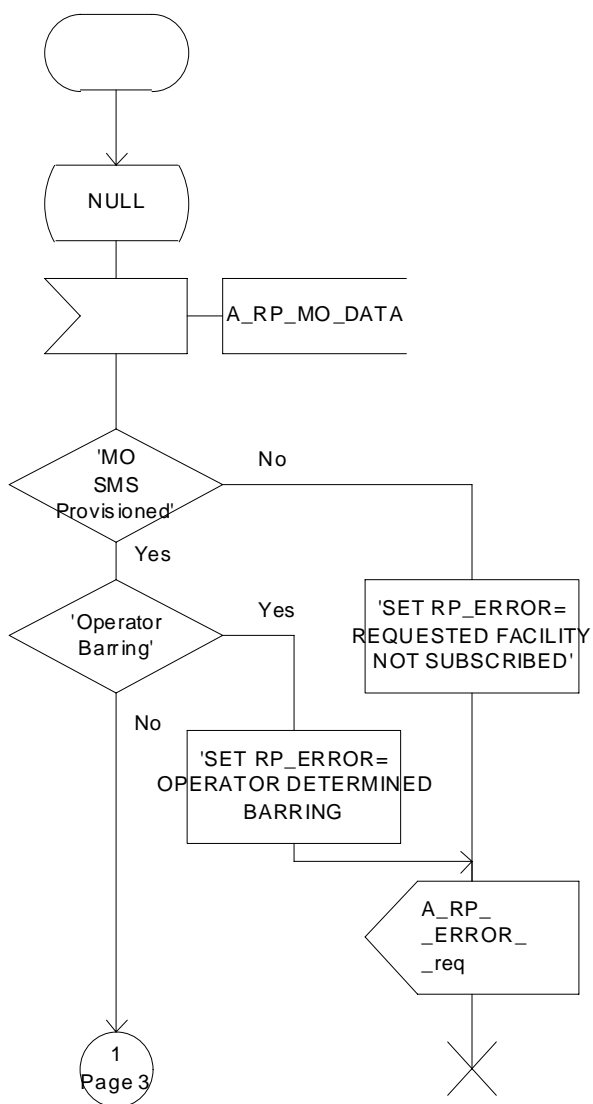 NULL
A_RP_MO_DATA
'MO
SMS
Provisioned'
No
Yes
'Operator
Barring'
Yes
'SET RP_ERROR=
REQUESTED FACILITY
NOT SUBSCRIBED'
No
'SET RP_ERROR=
OPERATOR DETERMINED
BARRING
A_RP_
_ERROR_
_req
1
Page 3